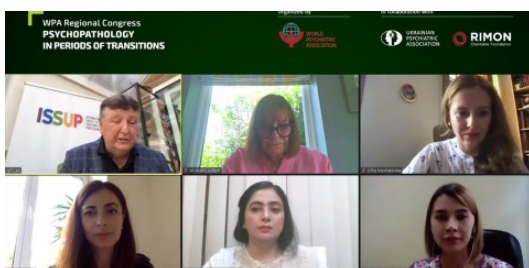 WPA Regional Congress
PSYCHOPATHOLOGY
IN PERIODS OF TRANSITIONS
organized by
WORLD
PSYCHIATRIC
ASSOCIATION
in collaboration with
UKRAINIAN
PSYCHIATRIC
ASSOCIATION
RIMON
Charitable Foundation
ISSUP